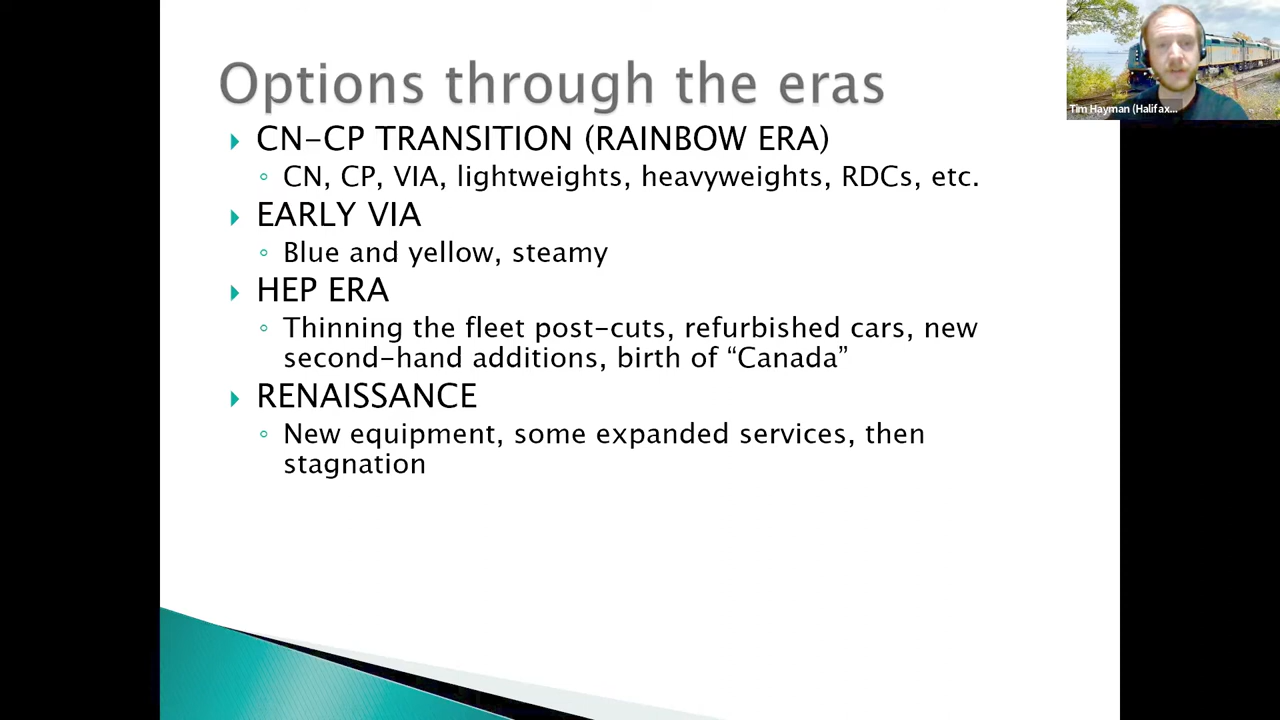 Options through the eras
CN-CP TRANSITION (RAINBOW ERA)
CN, CP, VIA, lightweights, heavyweights, RDCs, etc.
EARLY VIA
Blue and yellow, steamy
HEP ERA
Thinning the fleet post-cuts, refurbished cars, new
second-hand additions, birth of “Canada”
RENAISSANCE
New equipment, some expanded services, then
stagnation
Tim Hayman (Halifax...